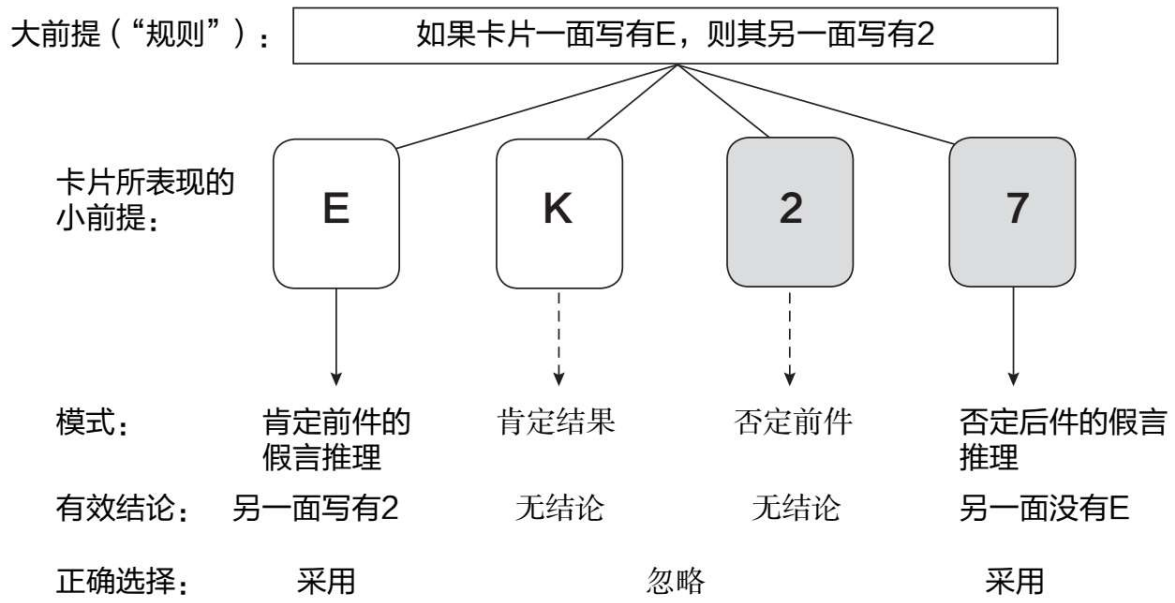 大前提（“规则”）：
如果卡片一面写有E，则其另一面写有2
卡片所表现的
小前提：
E
K
2
7
模式：
肯定前件的
假言推理
肯定结果
否定前件
否定后件的假言
推理
有效结论：
另一面写有2
无结论
无结论
另一面没有E
正确选择：
采用
忽略
采用